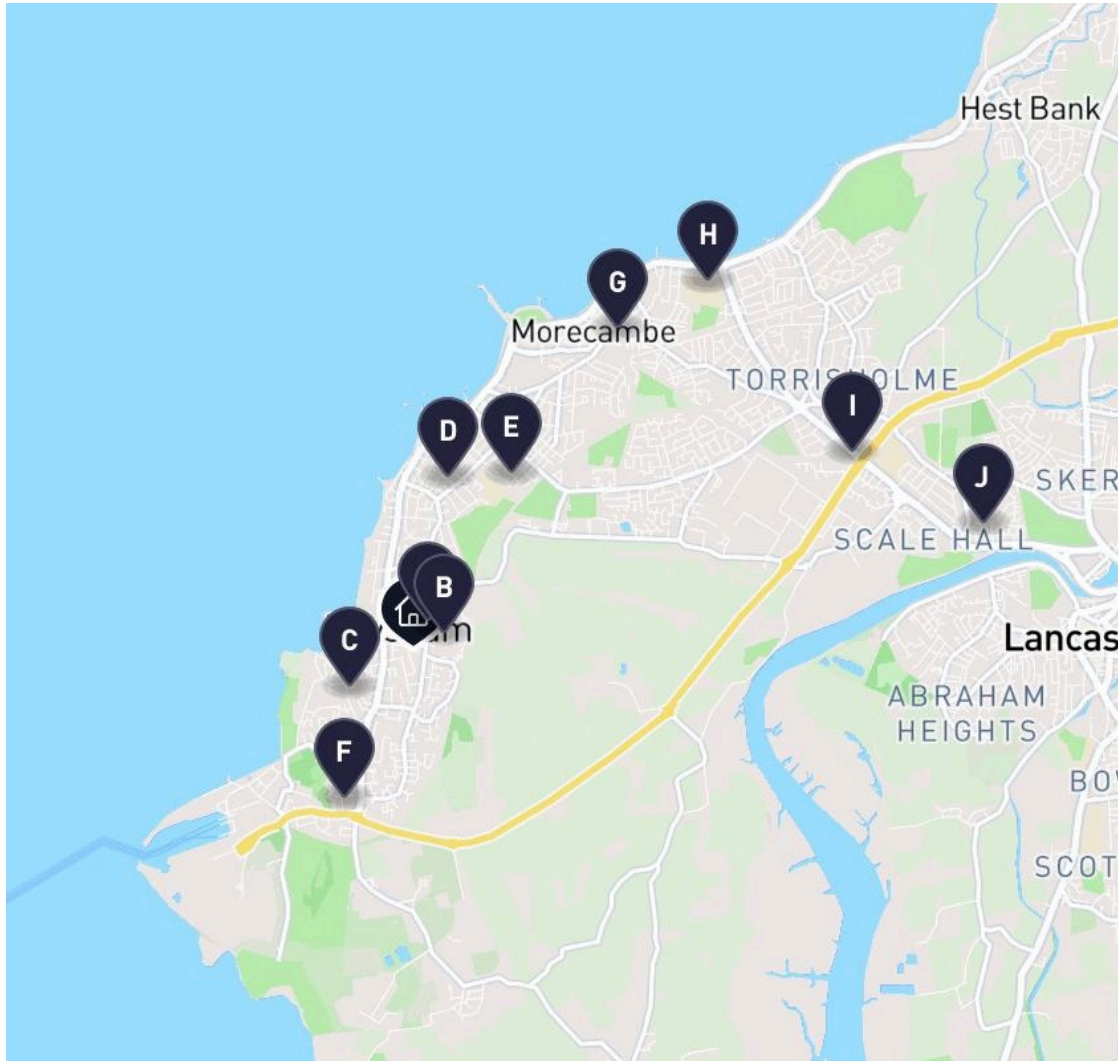 Hest Bank
H
G
Morecambe
TORRISHOLME
I
D
E
J
SKER
SCALE HALL
B
C
Lancas
ABRAHAM
HEIGHTS
F
BOW
SCOT